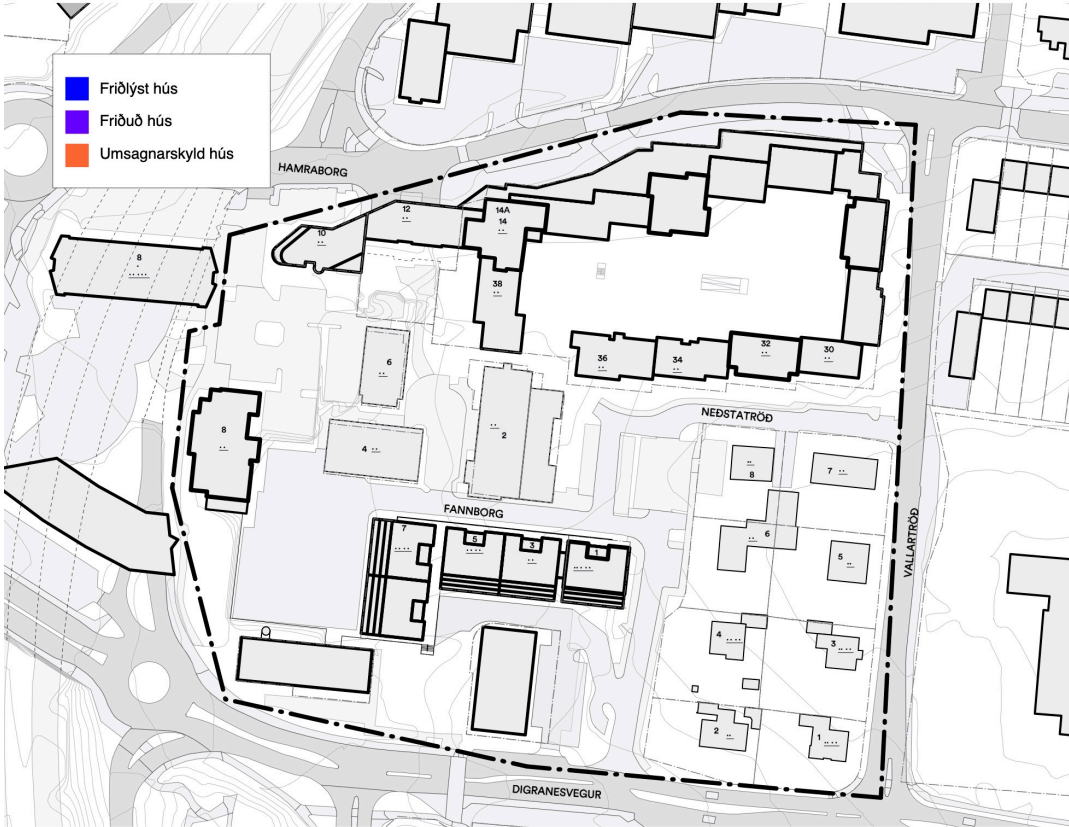 Friðlýst hús
Friðuð hús
Umsagnarskyld hús
HAMRABORG
12
14A
14
10
8
38
6
36
34
32
30
NEÐSTATRÖÐ
8
4
2
8
7
FANNBORG
7
5
3
1
6
5
VALLARTRÖÐ
4
3
2
1
DIGRANESVEGUR